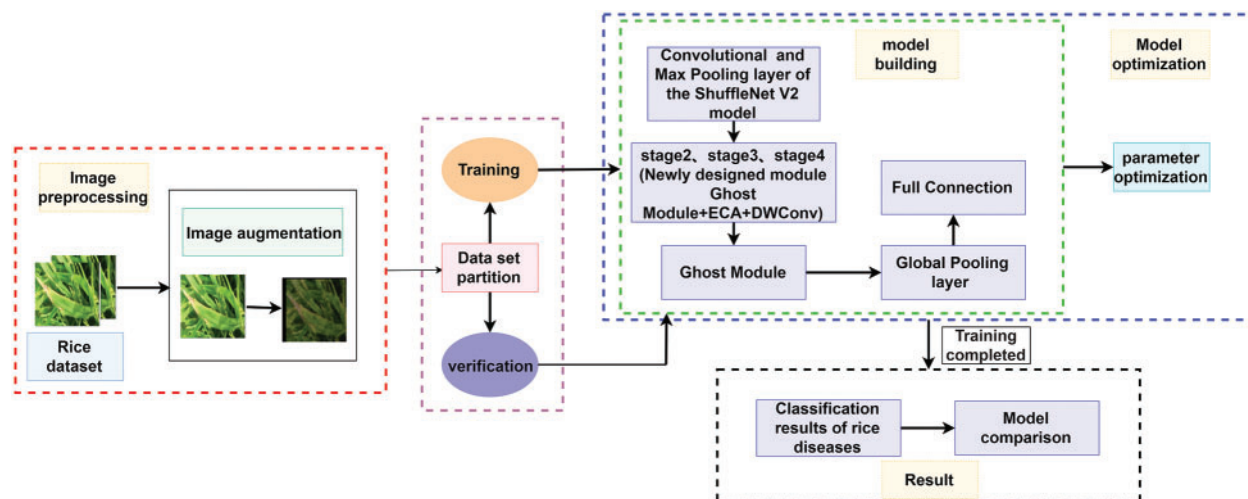 Image
preprocessing
Image augmentation
Rice
dataset
Training
Data set
partition
verification
Convolutional and
Max Pooling layer of
the ShuffleNet V2
model
model
building
Model
optimization
stage2、stage3、stage4
(Newly designed module
Ghost
Module+ECA+DWConv)
Full Connection
parameter
optimization
Ghost Module
Global Pooling
layer
Training
completed
Classification
results of rice
diseases
Model
comparison
Result